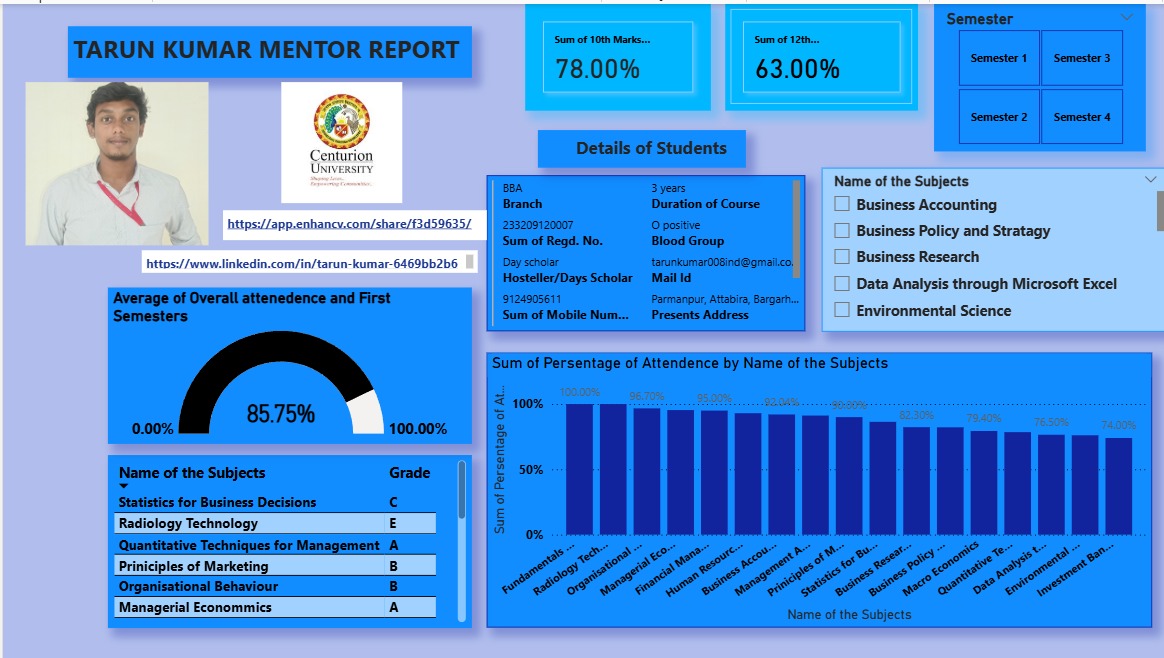 TARUN KUMAR MENTOR REPORT
Centurion
UNIVERSITY
Shaping Lives...
Empowering Communities...
https://app.enhancv.com/share/f3d59635/
https://www.linkedin.com/in/tarun-kumar-6469bb2b6
Sum of 10th Marks...
78.00%
Sum of 12th...
63.00%
Semester
Semester 1
Semester 3
Semester 2
Semester 4
Details of Students
BBA
Branch
3 years
Duration of Course
233209120007
Sum of Regd. No.
O positive
Blood Group
Day scholar
Hosteller/Days Scholar
tarunkumar008ind@gmail.co...
Mail Id
9124905611
Sum of Mobile Num...
Parmanpur, Attabira, Bargarh...
Presents Address
Name of the Subjects
Business Accounting
Business Policy and Stratagy
Business Research
Data Analysis through Microsoft Excel
Environmental Science
Average of Overall attenedence and First
Semesters
85.75%
0.00%
100.00%
Name of the Subjects Grade
Statistics for Business Decisions C
Radiology Technology E
Quantitative Techniques for Management A
Priniciples of Marketing B
Organisational Behaviour B
Managerial Econommics A
Sum of Persentage of Attendence by Name of the Subjects
Sum of Persentage of At...
100%
50%
0%
100.00%
96.70%
95.00%
92.04%
90.00%
82.30%
79.40%
76.50%
74.00%
Fundamentals ...
Radiology Tech...
Organisational ...
Managerial Eco...
Financial Mana...
Human Resourc...
Business Accou...
Management A...
Priniciples of M...
Statistics for Bu...
Business Resear...
Business Policy ...
Macro Economics
Quantitative Te...
Data Analysis t...
Environmental ...
Investment Ban...
Name of the Subjects